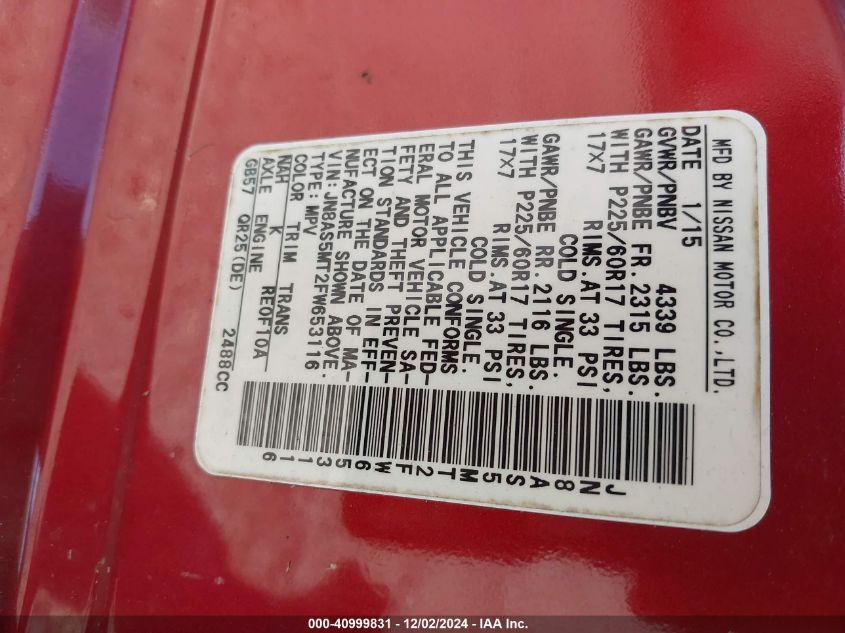 MFD BY NISSAN MOTOR CO.,LTD.
DATE 1/15
GVWR/PNBV 4339 LBS.
GAWR/PNBE FR. 2315 LBS.
WITH P225/60R17 TIRES,
17X7 RIMS.AT 33 PSI
COLD SINGLE.
GAWR/PNBE RR. 2116 LBS.
WITH P225/60R17 TIRES,
17X7 RIMS.AT 33 PSI
COLD SINGLE.
THIS VEHICLE CONFORMS
TO ALL APPLICABLE FED-
ERAL MOTOR VEHICLE SA-
FETY AND THEFT PREVEN-
TION STANDARDS IN EFF-
ECT ON THE DATE OF MA-
NUFACTURE SHOWN ABOVE.
VIN:JN8AS5MT2FW653116
TYPE:MPV
COLOR TRIM TRANS
NAH K RE0F10A
AXLE ENGINE
GB57 QR25(DE) 2488CC
JN8AS5MT2FW653116
000-40999831 - 12/02/2024 - IAA Inc.